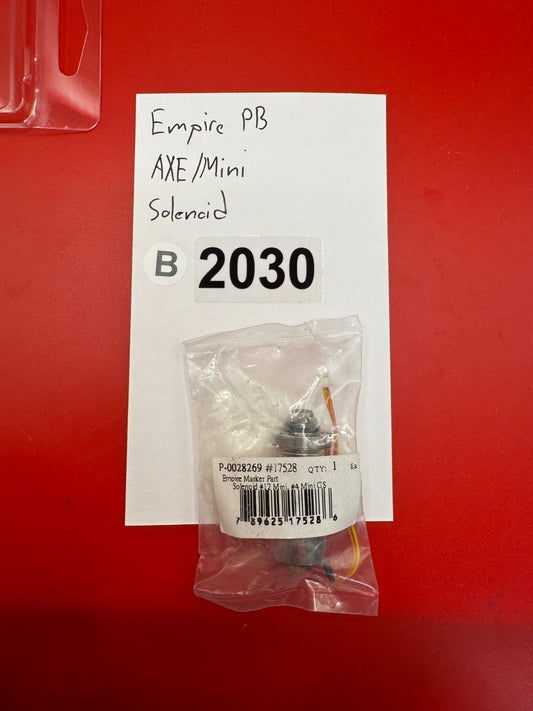 Empire PB
AXE/Mini
Solenoid
B 2030
P-0028269 #17528 QTY: 1 Ea
Empire Marker Part
Solenoid #12 Mini, #4 Mini GS
7 89625 17528 6